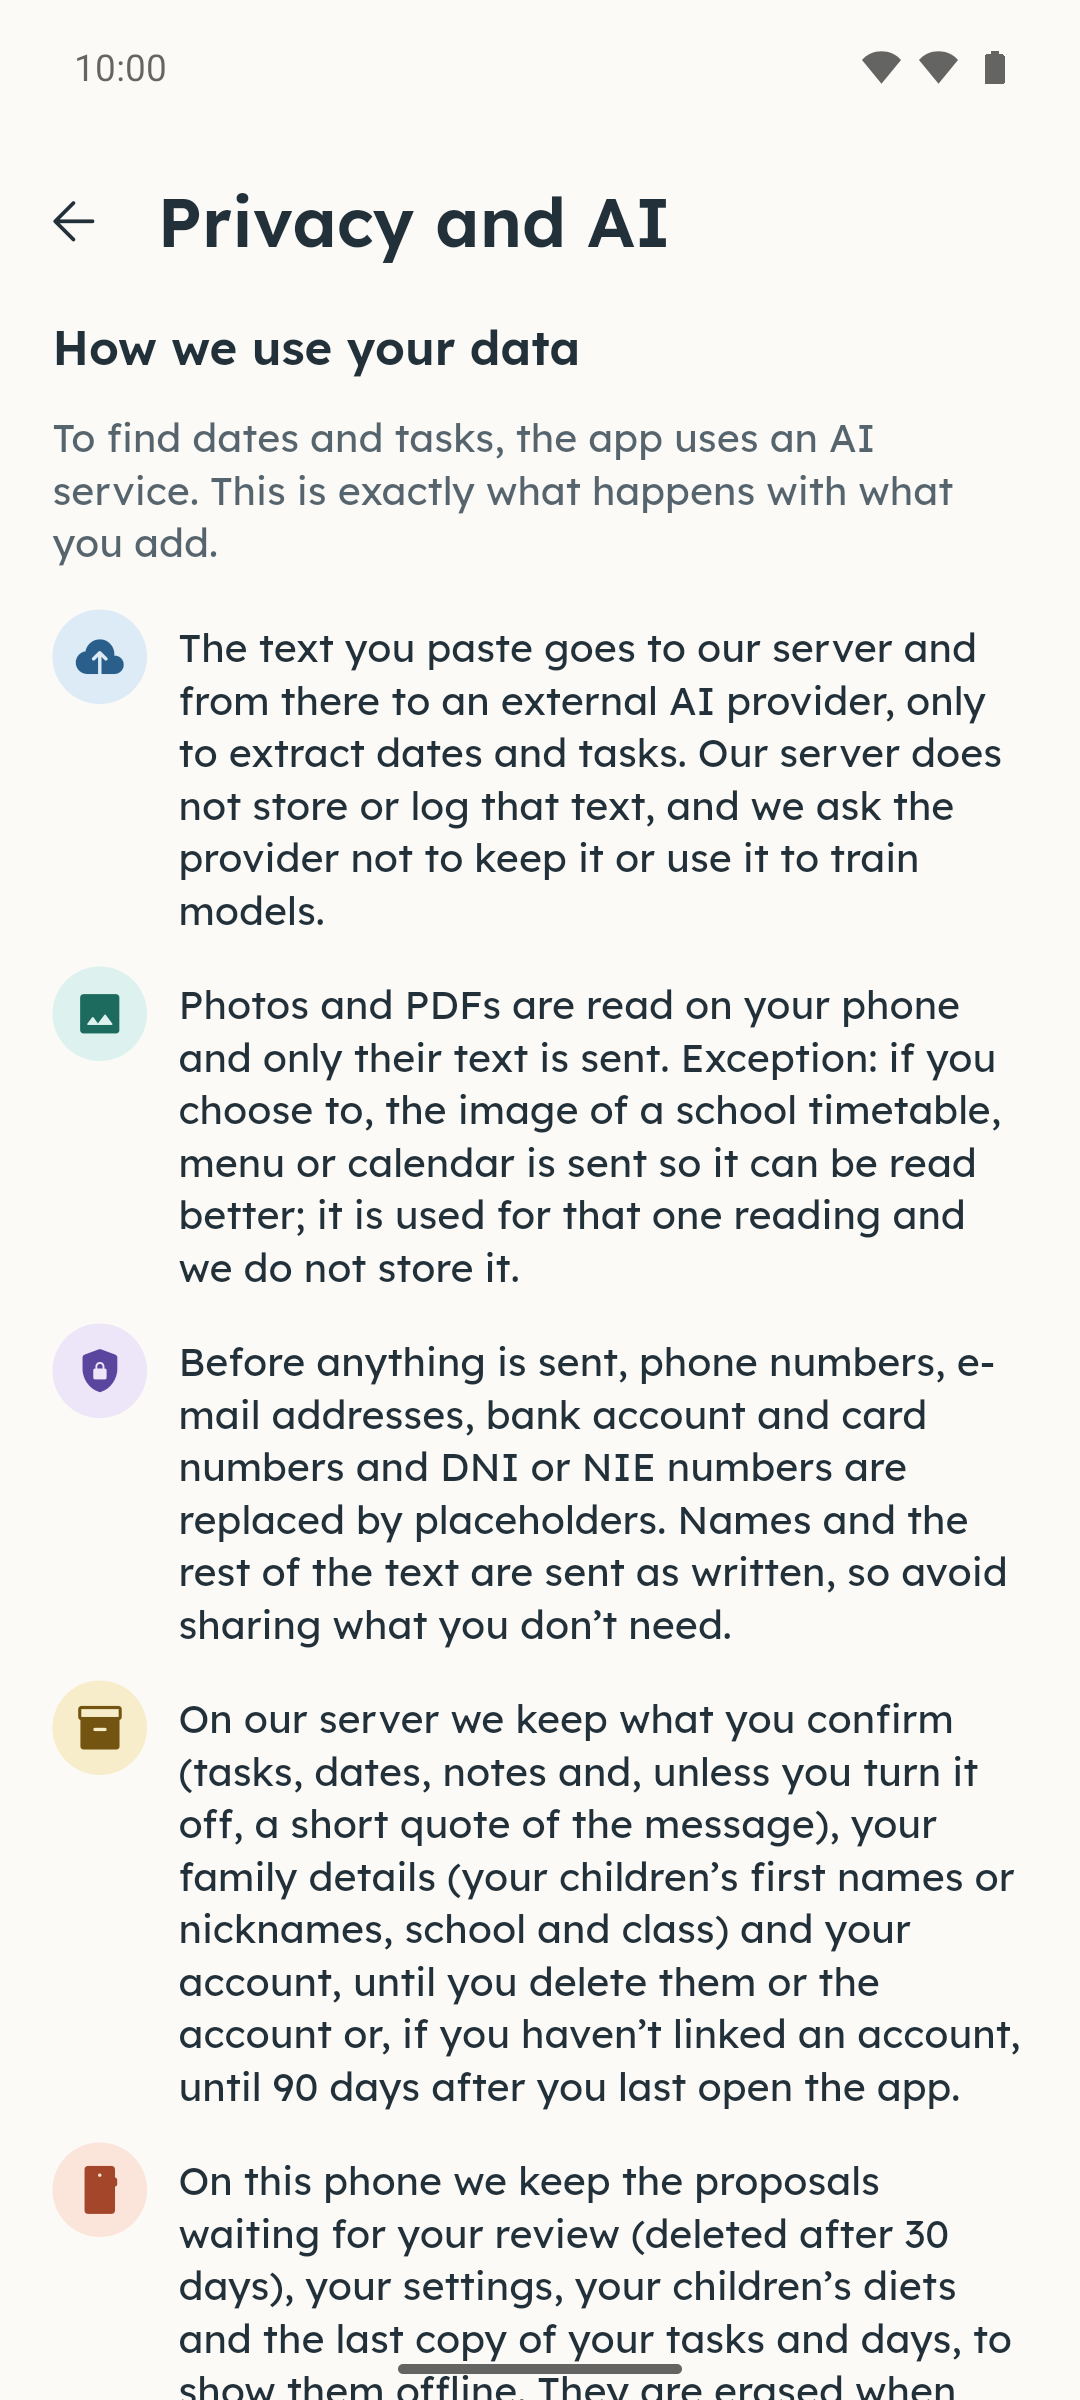 10:00
Privacy and AI
How we use your data
To find dates and tasks, the app uses an AI
service. This is exactly what happens with what
you add.
The text you paste goes to our server and
from there to an external AI provider, only
to extract dates and tasks. Our server does
not store or log that text, and we ask the
provider not to keep it or use it to train
models.
Photos and PDFs are read on your phone
and only their text is sent. Exception: if you
choose to, the image of a school timetable,
menu or calendar is sent so it can be read
better; it is used for that one reading and
we do not store it.
Before anything is sent, phone numbers, e-
mail addresses, bank account and card
numbers and DNI or NIE numbers are
replaced by placeholders. Names and the
rest of the text are sent as written, so avoid
sharing what you don’t need.
On our server we keep what you confirm
(tasks, dates, notes and, unless you turn it
off, a short quote of the message), your
family details (your children’s first names or
nicknames, school and class) and your
account, until you delete them or the
account or, if you haven’t linked an account,
until 90 days after you last open the app.
On this phone we keep the proposals
waiting for your review (deleted after 30
days), your settings, your children’s diets
and the last copy of your tasks and days, to
show them offline. They are erased when